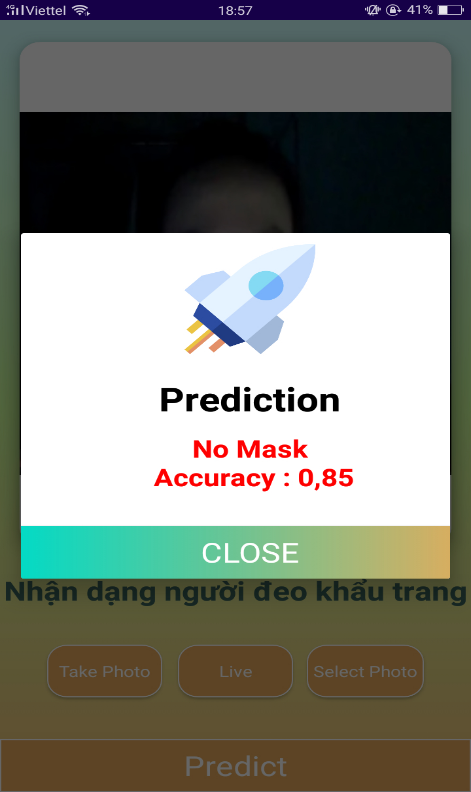 4G Viettel 18:57 41%
Prediction
No Mask
Accuracy : 0,85
CLOSE
Nhận dạng người đeo khẩu trang
Take Photo Live Select Photo
Predict